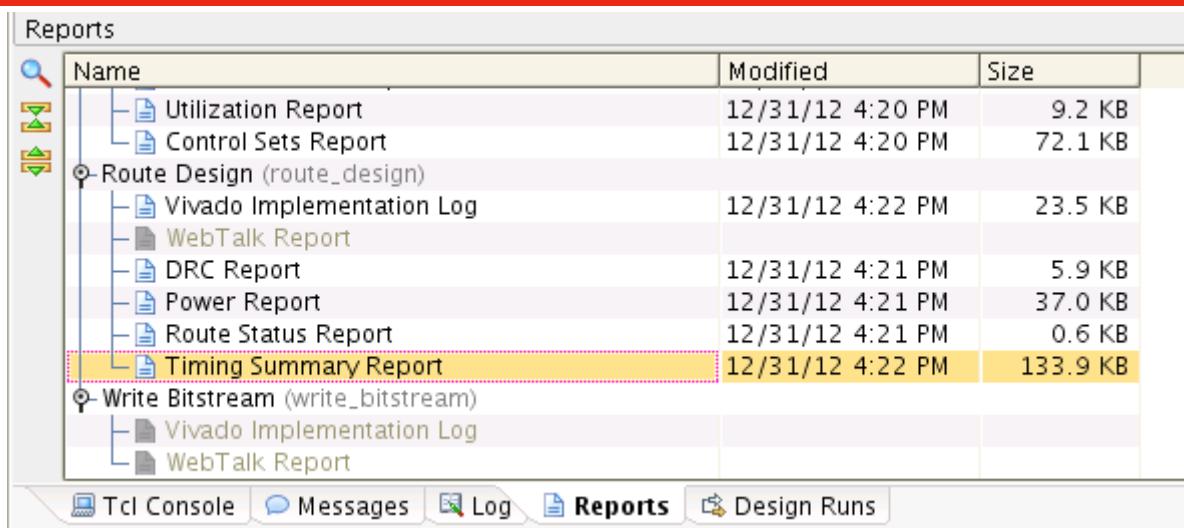 Reports
Name Modified Size
Utilization Report 12/31/12 4:20 PM 9.2 KB
Control Sets Report 12/31/12 4:20 PM 72.1 KB
Route Design (route_design)
Vivado Implementation Log 12/31/12 4:22 PM 23.5 KB
WebTalk Report
DRC Report 12/31/12 4:21 PM 5.9 KB
Power Report 12/31/12 4:21 PM 37.0 KB
Route Status Report 12/31/12 4:21 PM 0.6 KB
Timing Summary Report 12/31/12 4:22 PM 133.9 KB
Write Bitstream (write_bitstream)
Vivado Implementation Log
WebTalk Report
Tcl Console Messages Log Reports Design Runs